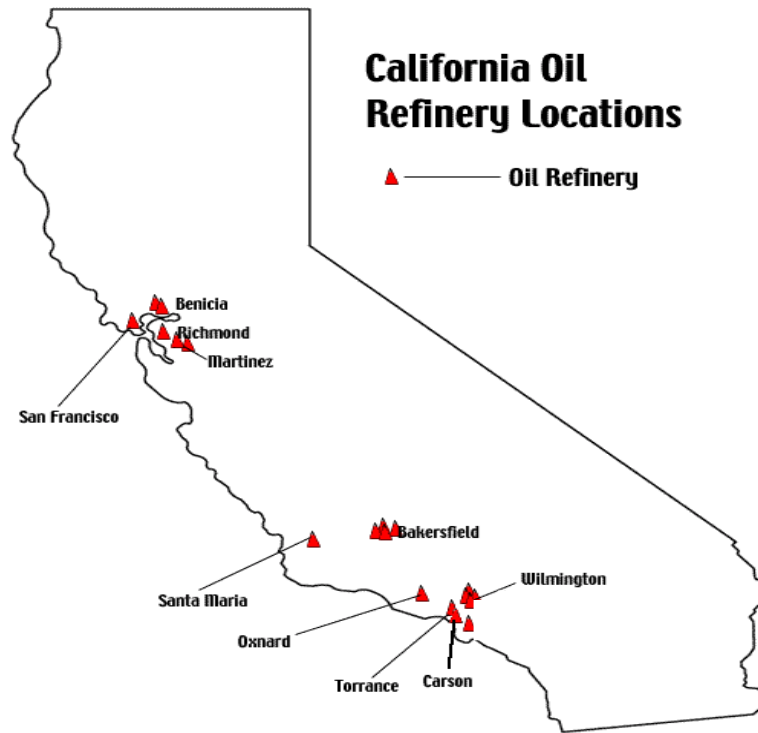 California Oil
Refinery Locations
Oil Refinery
Benicia
Richmond
Martinez
San Francisco
Bakersfield
Santa Maria
Wilmington
Oxnard
Torrance
Carson